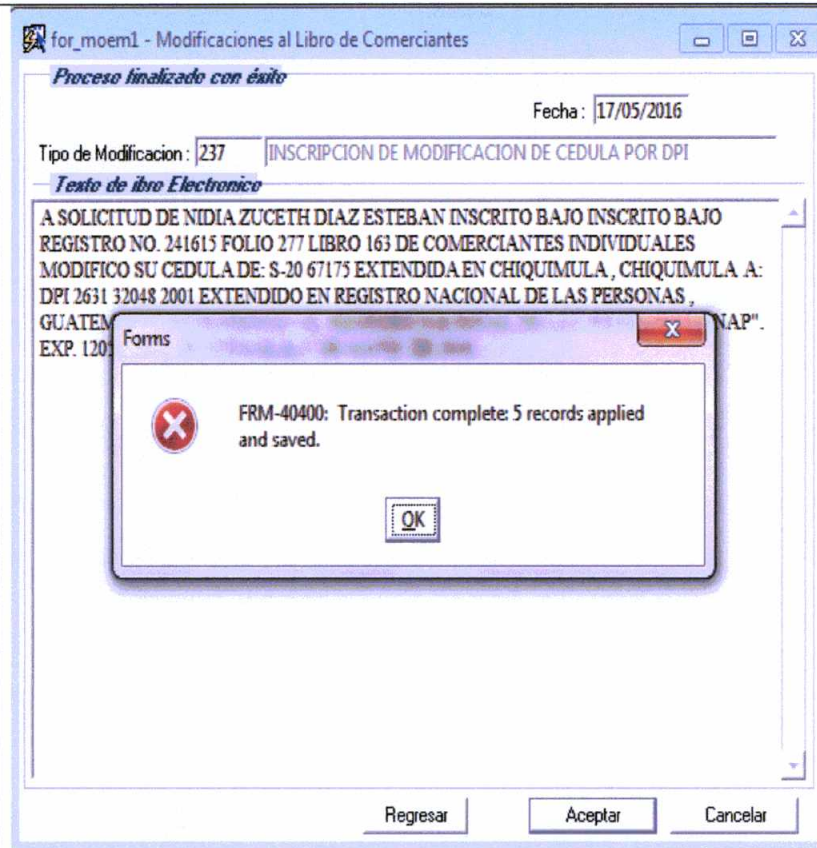 for_moem1 - Modificaciones al Libro de Comerciantes
Proceso finalizado con éxito
Fecha : 17/05/2016
Tipo de Modificacion : 237 INSCRIPCION DE MODIFICACION DE CEDULA POR DPI
Texto de ibro Electronico
A SOLICITUD DE NIDIA ZUCETH DIAZ ESTEBAN INSCRITO BAJO INSCRITO BAJO
REGISTRO NO. 241615 FOLIO 277 LIBRO 163 DE COMERCIANTES INDIVIDUALES
MODIFICO SU CEDULA DE: S-20 67175 EXTENDIDA EN CHIQUIMULA , CHIQUIMULA A:
DPI 2631 32048 2001 EXTENDIDO EN REGISTRO NACIONAL DE LAS PERSONAS ,
GUATEM NAP" .
EXP. 120
Forms
FRM-40400: Transaction complete: 5 records applied
and saved.
OK
Regresar Aceptar Cancelar